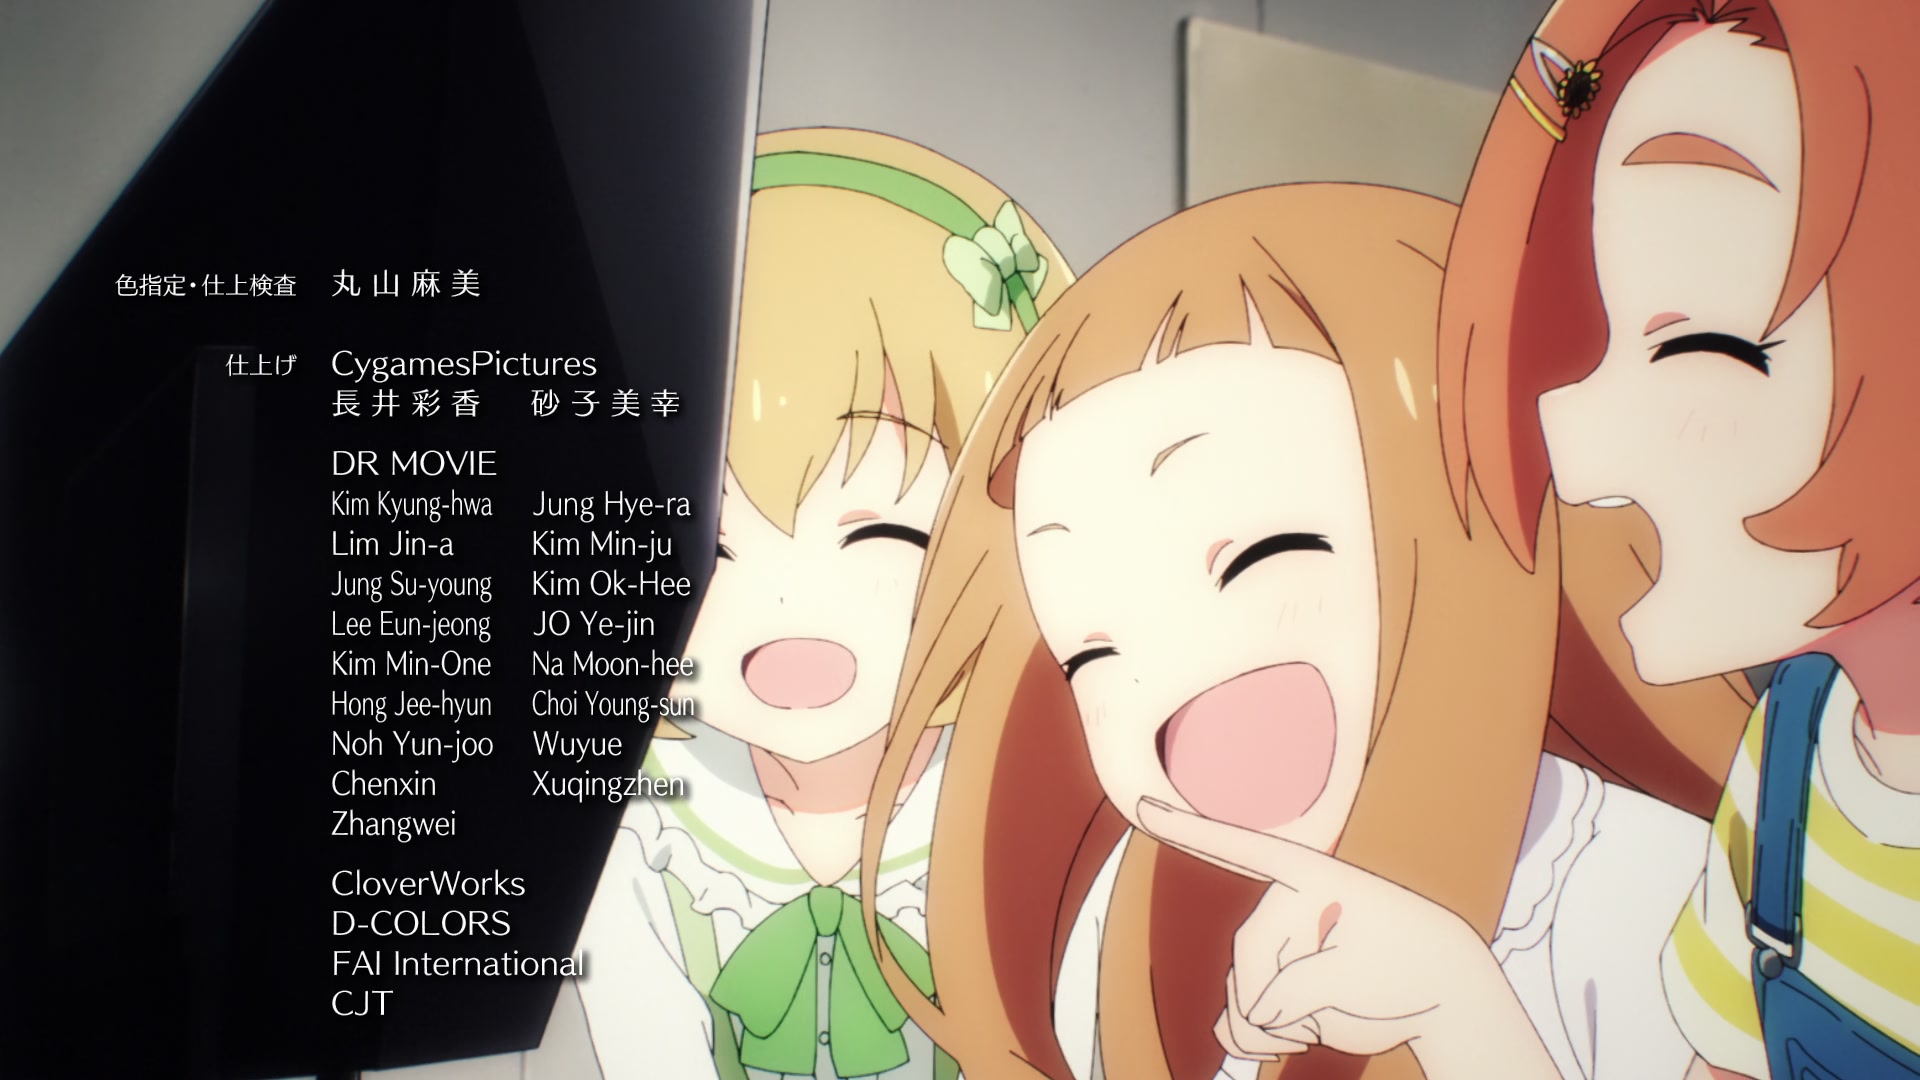 色指定・仕上検査 丸山麻美
仕上げ CygamesPictures
長井彩香 砂子美幸
DR MOVIE
Kim Kyung-hwa Jung Hye-ra
Lim Jin-a Kim Min-ju
Jung Su-young Kim Ok-Hee
Lee Eun-jeong JO Ye-jin
Kim Min-One Na Moon-hee
Hong Jee-hyun Choi Young-sun
Noh Yun-joo Wuyue
Chenxin Xuqingzhen
Zhangwei
CloverWorks
D-COLORS
FAI International
CJT